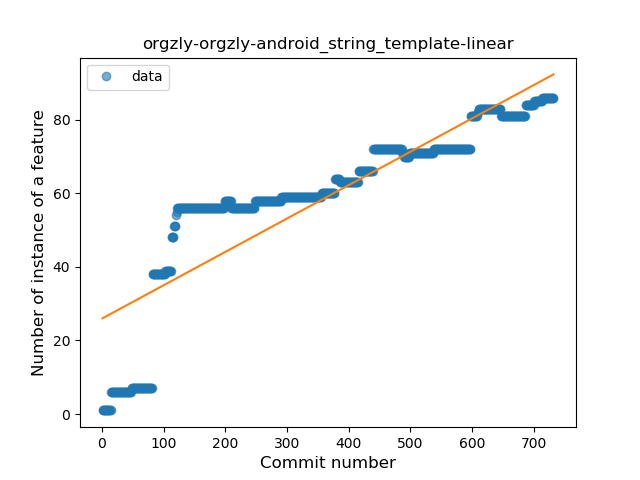 orgzly-orgzly-android_string_template-linear
data
Number of instance of a feature
80
60
40
20
0
0 100 200 300 400 500 600 700
Commit number